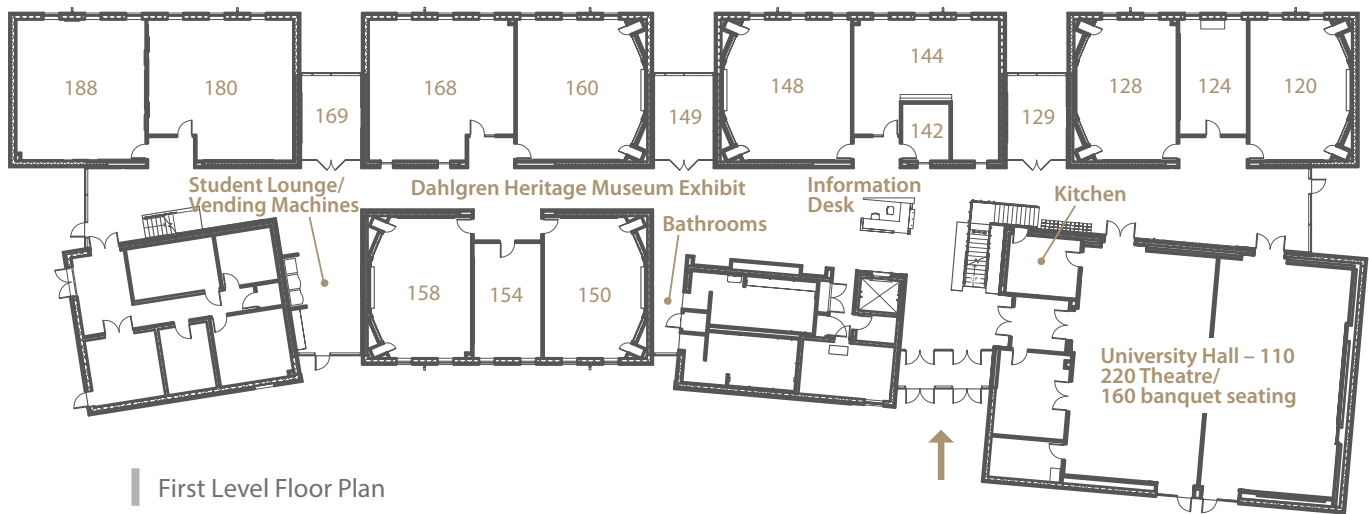 188
180
169
168
160
149
148
144
142
129
128
124
120
Student Lounge/
Vending Machines
Dahlgren Heritage Museum Exhibit
Bathrooms
Information
Desk
Kitchen
158
154
150
University Hall – 110
220 Theatre/
160 banquet seating
First Level Floor Plan